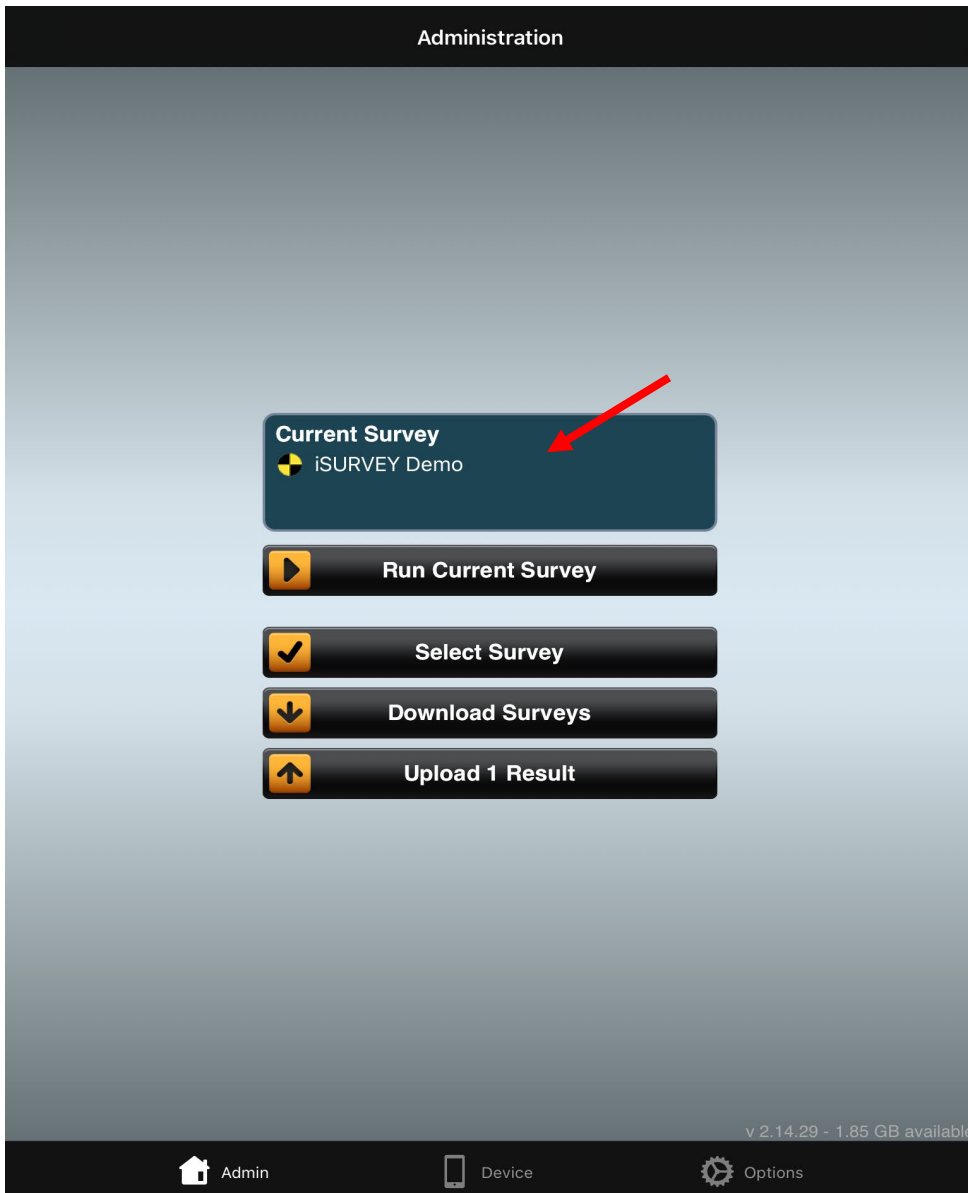 Administration
Current Survey
iSURVEY Demo
Run Current Survey
Select Survey
Download Surveys
Upload 1 Result
v 2.14.29 - 1.85 GB available
Admin
Device
Options